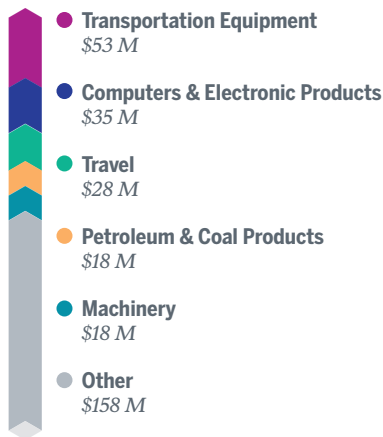 Transportation Equipment
$53 M
Computers & Electronic Products
$35 M
Travel
$28 M
Petroleum & Coal Products
$18 M
Machinery
$18 M
Other
$158 M